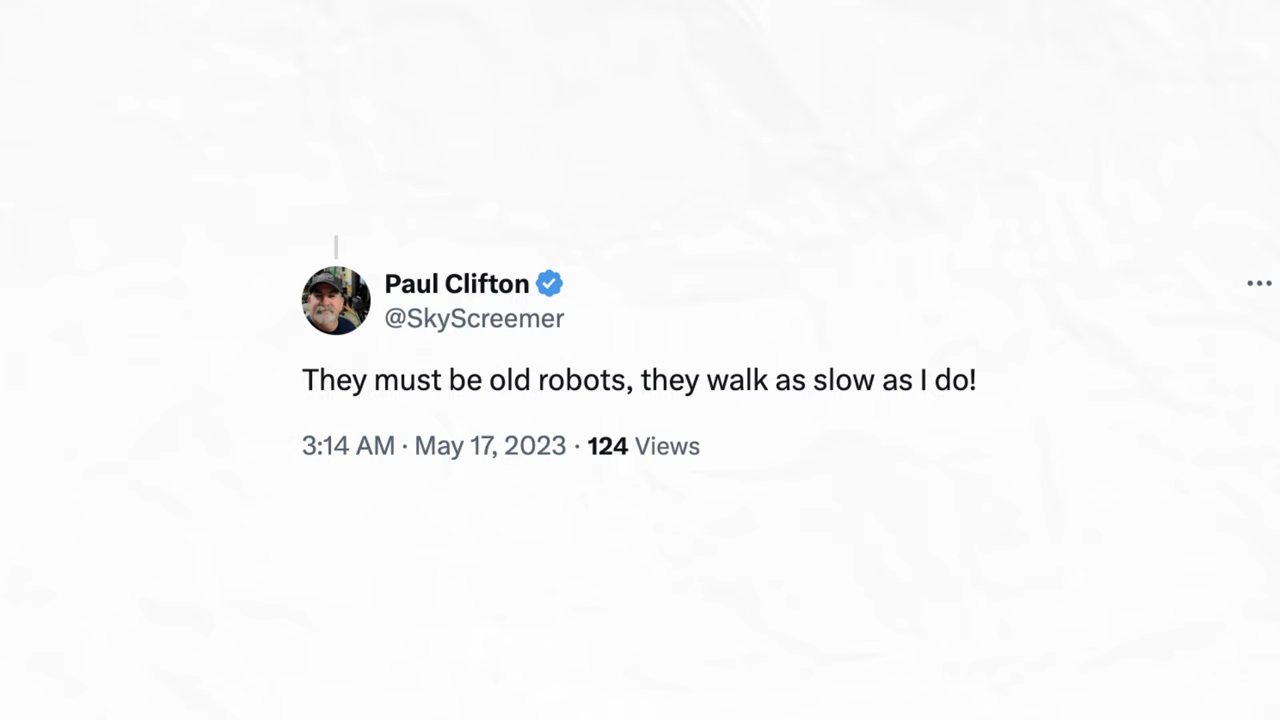 Paul Clifton
@SkyScreemer
They must be old robots, they walk as slow as I do!
3:14 AM · May 17, 2023 · 124 Views